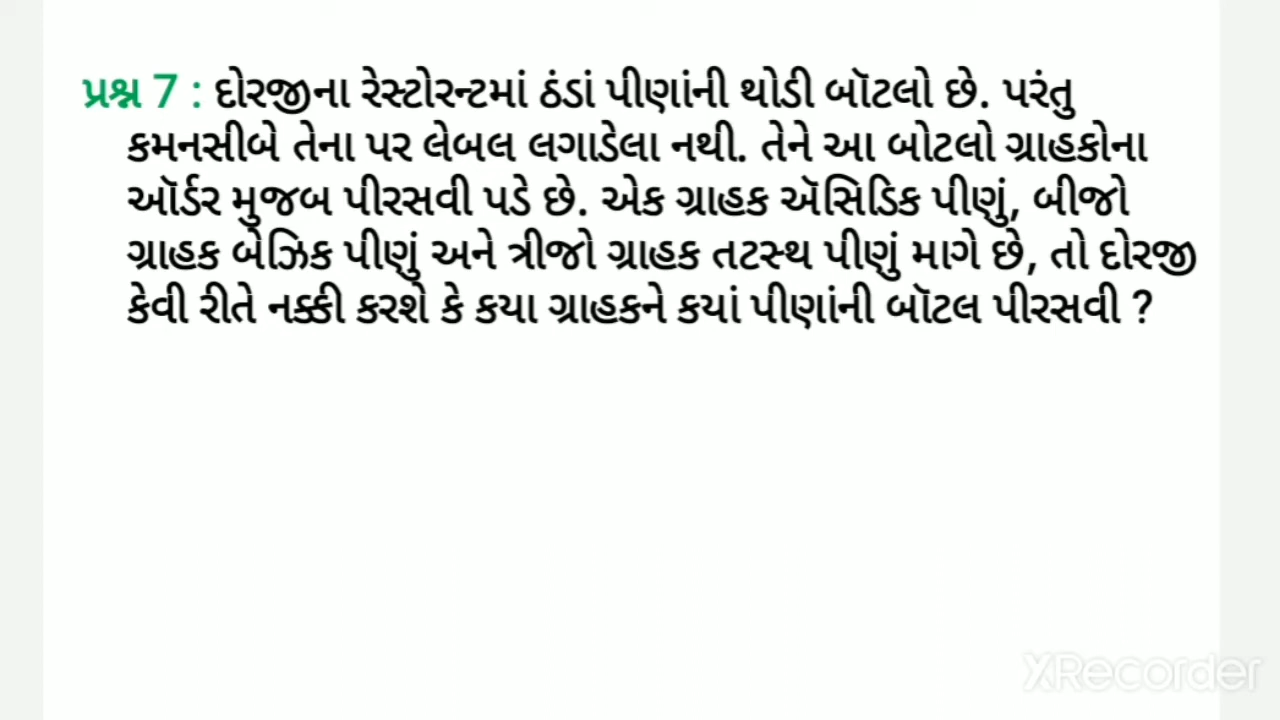 પ્રશ્ન 7 : દોરજીના રેસ્ટોરન્ટમાં ઠંડાં પીણાંની થોડી બૉટલો છે. પરંતુ
કમનસીબે તેના પર લેબલ લગાડેલા નથી. તેને આ બોટલો ગ્રાહકોના
ઑર્ડર મુજબ પીરસવી પડે છે. એક ગ્રાહક ઍસિડિક પીણું, બીજો
ગ્રાહક બેઝિક પીણું અને ત્રીજો ગ્રાહક તટસ્થ પીણું માગે છે, તો દોરજી
કેવી રીતે નક્કી કરશે કે કયા ગ્રાહકને કયાં પીણાંની બૉટલ પીરસવી ?
XRecorder